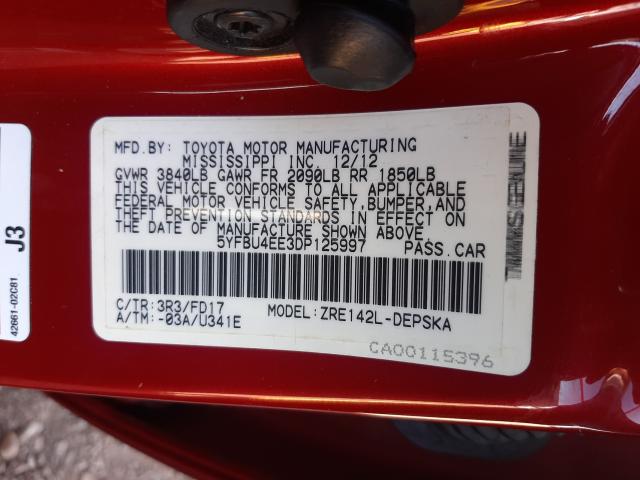 MFD.BY: TOYOTA MOTOR MANUFACTURING
MISSISSIPPI INC. 12/12
GVWR 3840LB GAWR FR 2090LB RR 1850LB
THIS VEHICLE CONFORMS TO ALL APPLICABLE
FEDERAL MOTOR VEHICLE SAFETY,BUMPER,AND
THEFT PREVENTION STANDARDS IN EFFECT ON
THE DATE OF MANUFACTURE SHOWN ABOVE.
5YFBU4EE3DP125997 PASS.CAR
C/TR:3R3/FD17 MODEL:ZRE142L-DEPSKA
A/TM:-03A/U341E
CA00115396
J3
42661-02C81